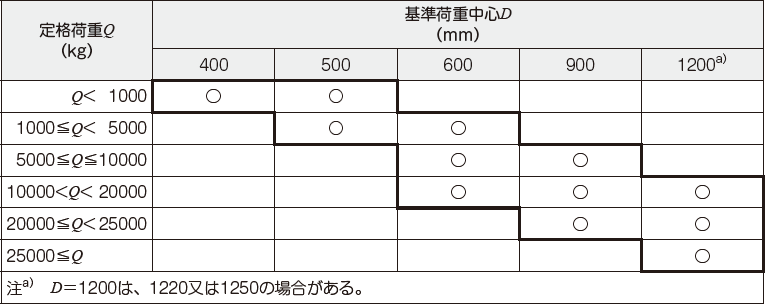 定格荷重Q
(kg)
基準荷重中心D
(mm)
400 500 600 900 1200a)
Q< 1000 ○ ○
1000≦Q< 5000 ○ ○
5000≦Q≦10000 ○ ○
10000<Q< 20000 ○ ○ ○
20000≦Q<25000 ○ ○
25000≦Q ○
注a) D=1200は、1220又は1250の場合がある。